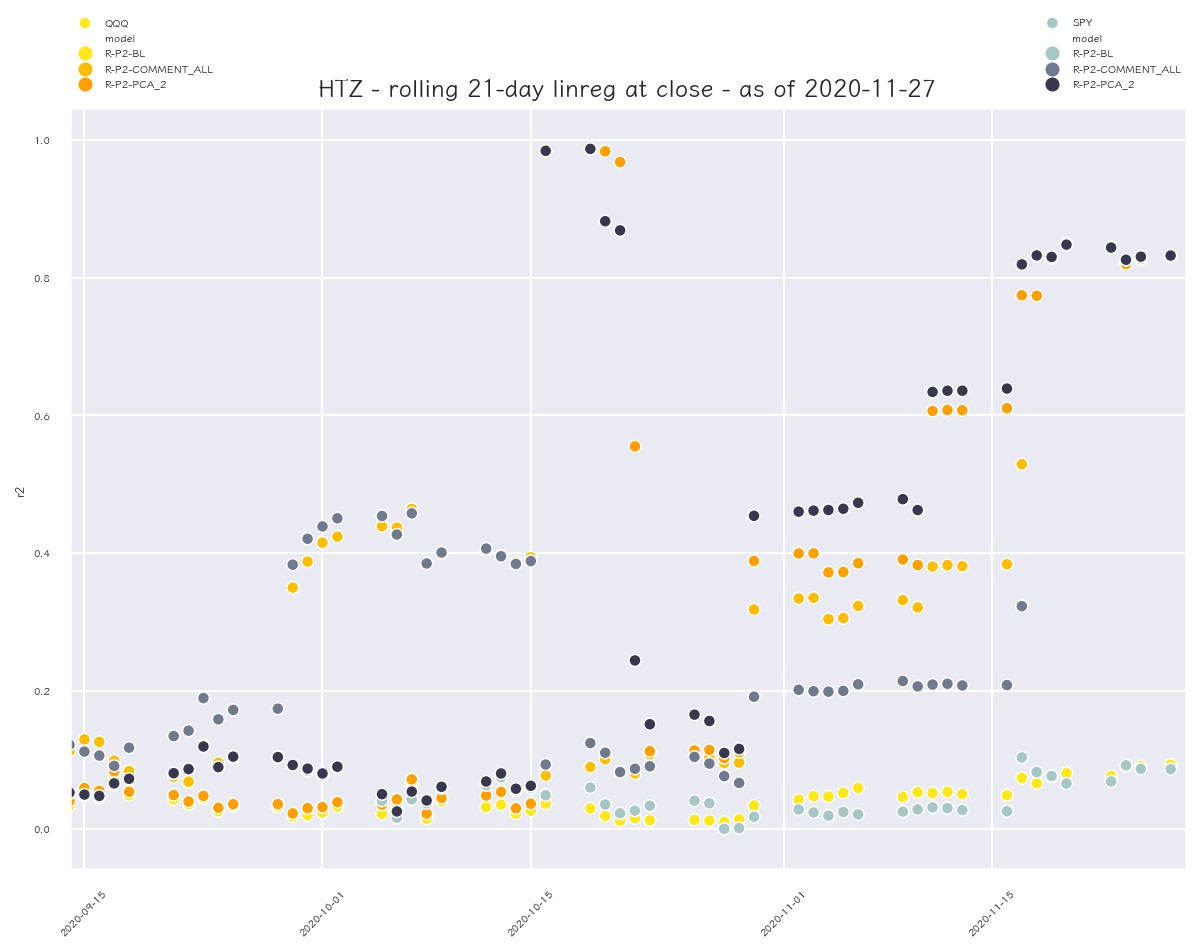 QQQ
model
R-P2-BL
R-P2-COMMENT_ALL
R-P2-PCA_2
SPY
model
R-P2-BL
R-P2-COMMENT_ALL
R-P2-PCA_2
HTZ - rolling 21-day linreg at close - as of 2020-11-27
1.0
0.8
0.6
0.4
0.2
0.0
r2
2020-09-15
2020-10-01
2020-10-15
2020-11-01
2020-11-15